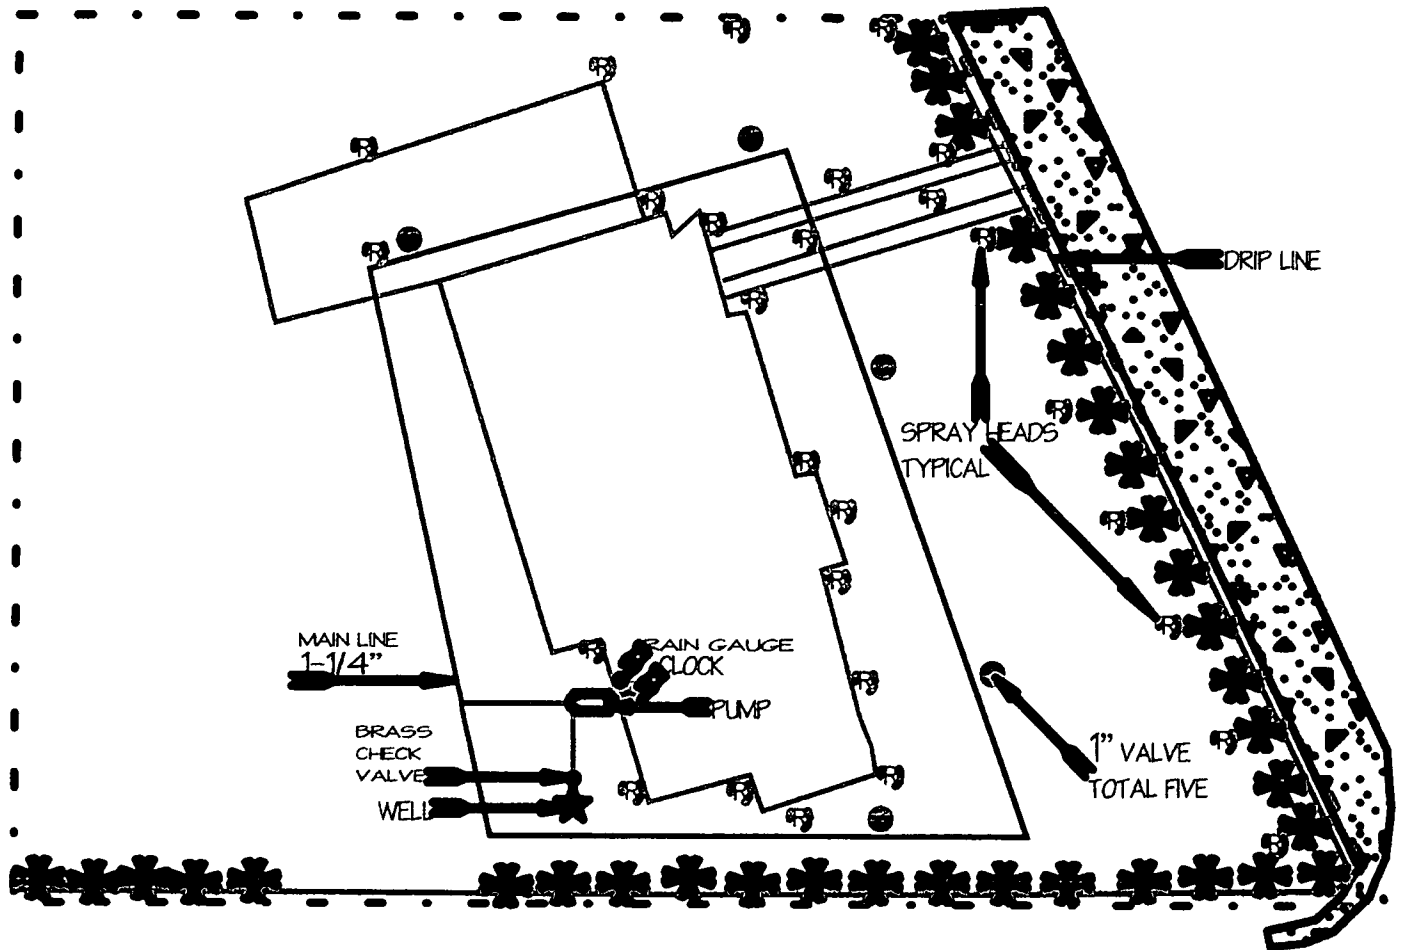 DRIP LINE
SPRAY HEADS
TYPICAL
MAIN LINE
1-1/4"
RAIN GAUGE
CLOCK
PUMP
BRASS
CHECK
VALVE
WELL
1" VALVE
TOTAL FIVE